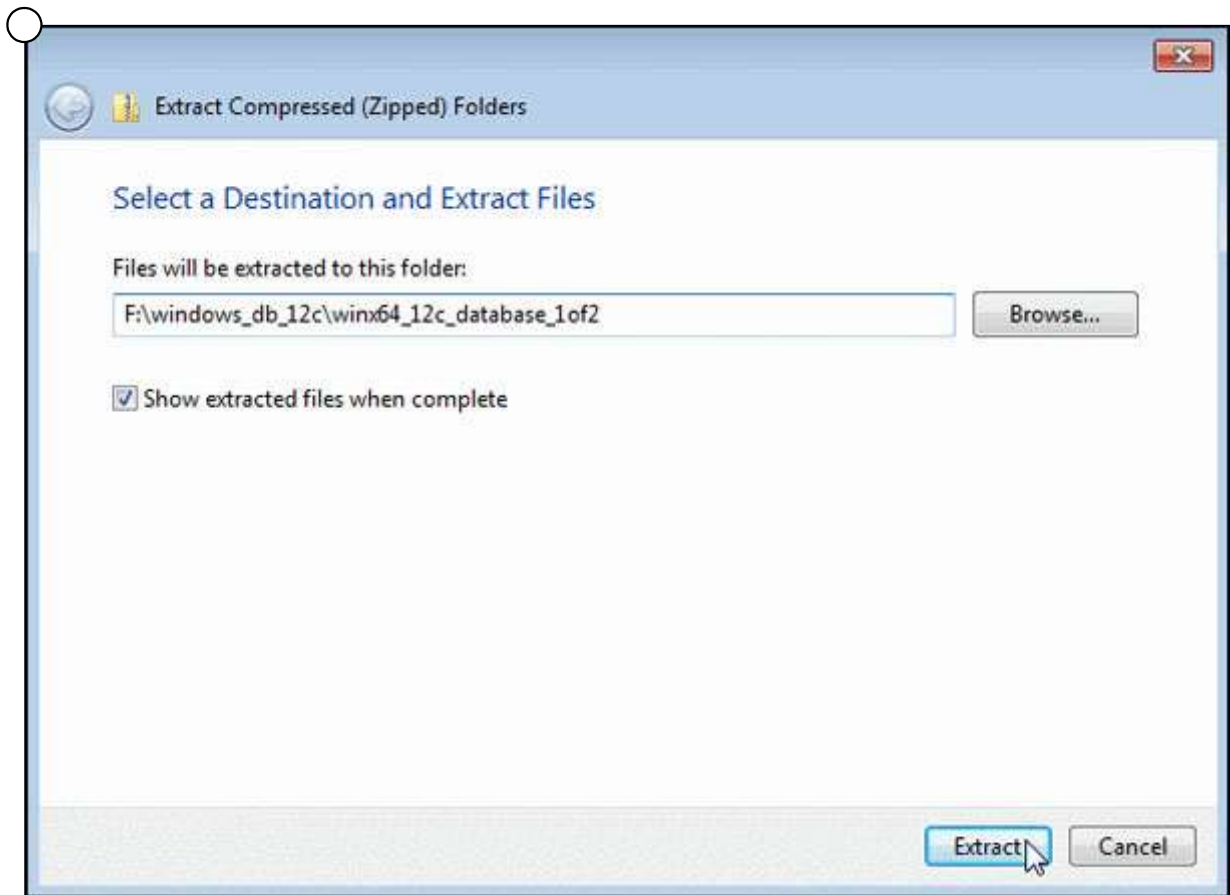 Extract Compressed (Zipped) Folders
Select a Destination and Extract Files
Files will be extracted to this folder:
F:\windows_db_12c\winx64_12c_database_1of2
Browse...
Show extracted files when complete
Extract
Cancel